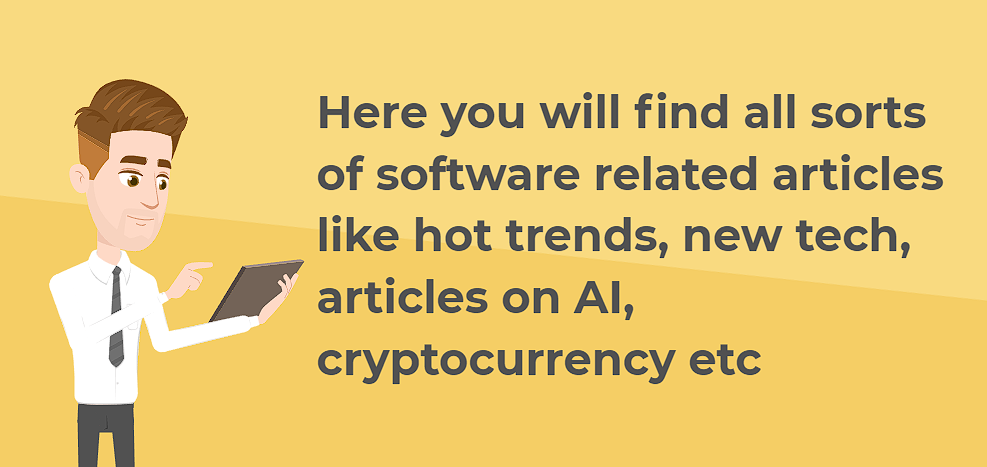 Here you will find all sorts
of software related articles
like hot trends, new tech,
articles on AI,
cryptocurrency etc